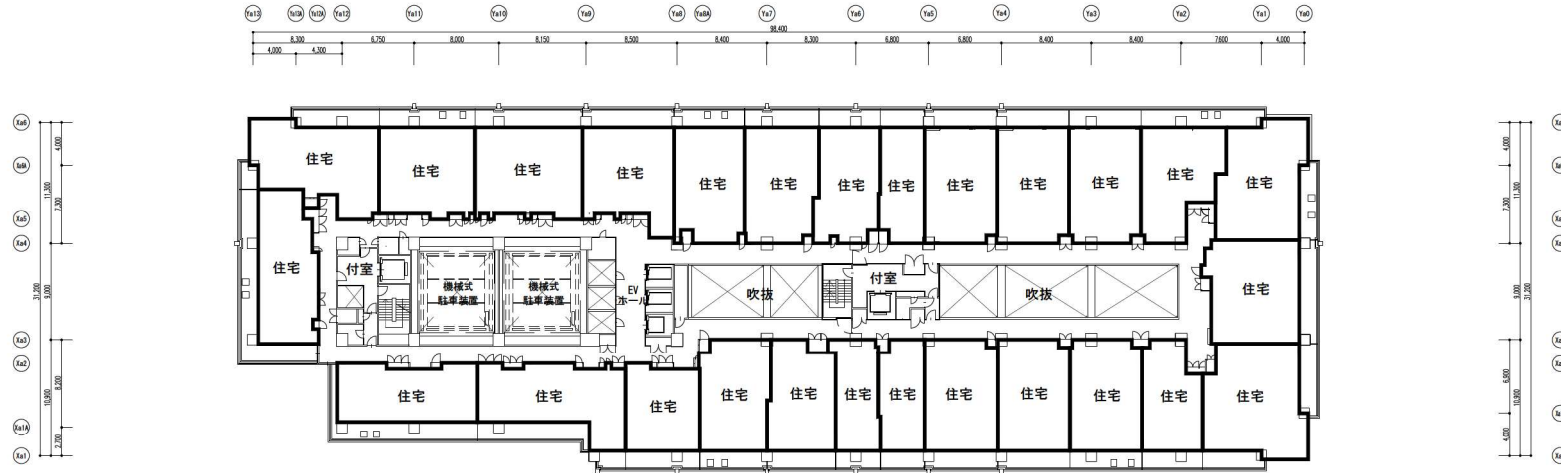 Ya13 Ya13A Ya12A Ya12 Ya11 Ya10 Ya9 Ya8 Ya8A Ya7 Ya6 Ya5 Ya4 Ya3 Ya2 Ya1 Ya0
98,400
8,300 6,750 8,000 8,150 8,500 8,400 8,300 6,800 6,800 8,400 8,400 7,600 4,000
4,000 4,300
Xa6
Xa6A
Xa5
Xa4
Xa3
Xa2
Xa1A
Xa1
31,200
11,300
9,000
10,900
4,000
7,300
8,200
2,700
住宅 住宅 住宅 住宅 住宅 住宅 住宅 住宅 住宅 住宅 住宅 住宅 住宅
住宅
付室
機械式
駐車装置
機械式
駐車装置
EV
ホール
吹抜
付室
吹抜
住宅
住宅 住宅 住宅 住宅 住宅 住宅 住宅 住宅 住宅 住宅 住宅 住宅
4,000
7,300
11,300
9,000
31,200
6,900
10,900
4,000